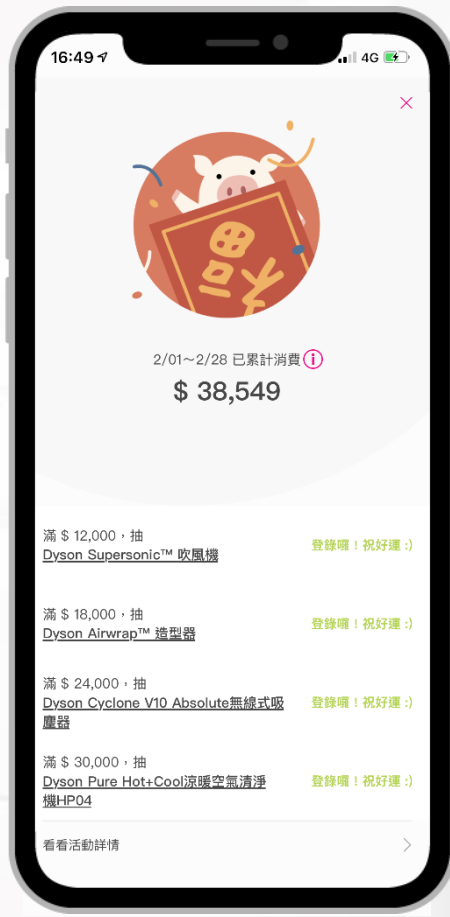 16:49
4G
福
2/01～2/28 已累計消費
$ 38,549
滿 $ 12,000，抽
Dyson Supersonic™ 吹風機
登錄囉！祝好運 :)
滿 $ 18,000，抽
Dyson Airwrap™ 造型器
登錄囉！祝好運 :)
滿 $ 24,000，抽
Dyson Cyclone V10 Absolute無線式吸
塵器
登錄囉！祝好運 :)
滿 $ 30,000，抽
Dyson Pure Hot+Cool涼暖空氣清淨
機HP04
登錄囉！祝好運 :)
看看活動詳情